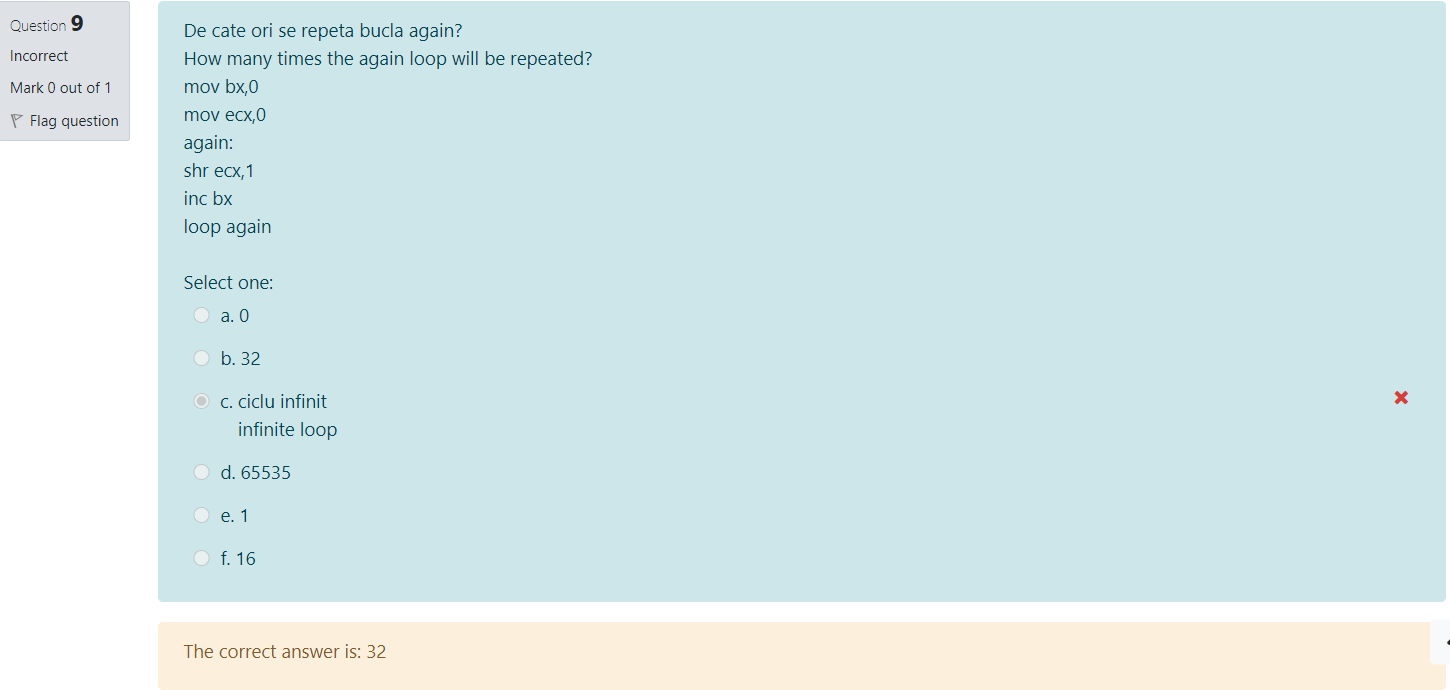 Question 9
Incorrect
Mark 0 out of 1
Flag question
De cate ori se repeta bucla again?
How many times the again loop will be repeated?
mov bx,0
mov ecx,0
again:
shr ecx,1
inc bx
loop again
Select one:
a. 0
b. 32
c. ciclu infinit
infinite loop
d. 65535
e. 1
f. 16
The correct answer is: 32